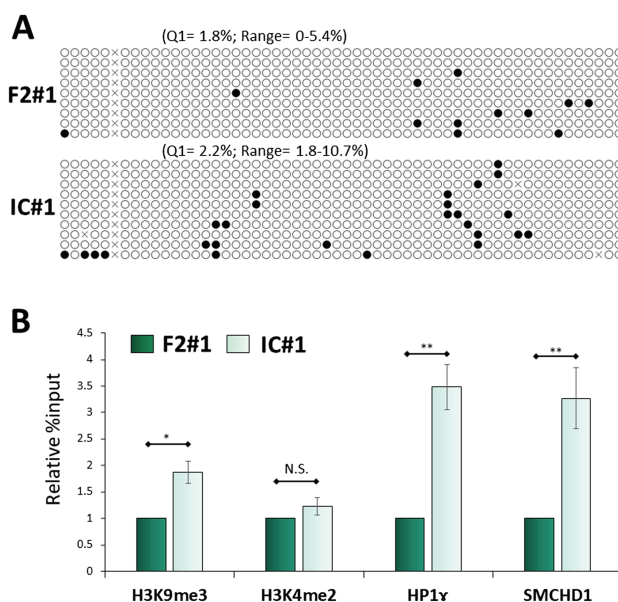 A
(Q1= 1.8%; Range= 0-5.4%)
F2#1
(Q1= 2.2%; Range= 1.8-10.7%)
IC#1
B
F2#1 IC#1
Relative %input
4.5
4
3.5
3
2.5
2
1.5
1
0.5
0
*
N.S.
**
**
H3K9me3 H3K4me2 HP1ɤ SMCHD1